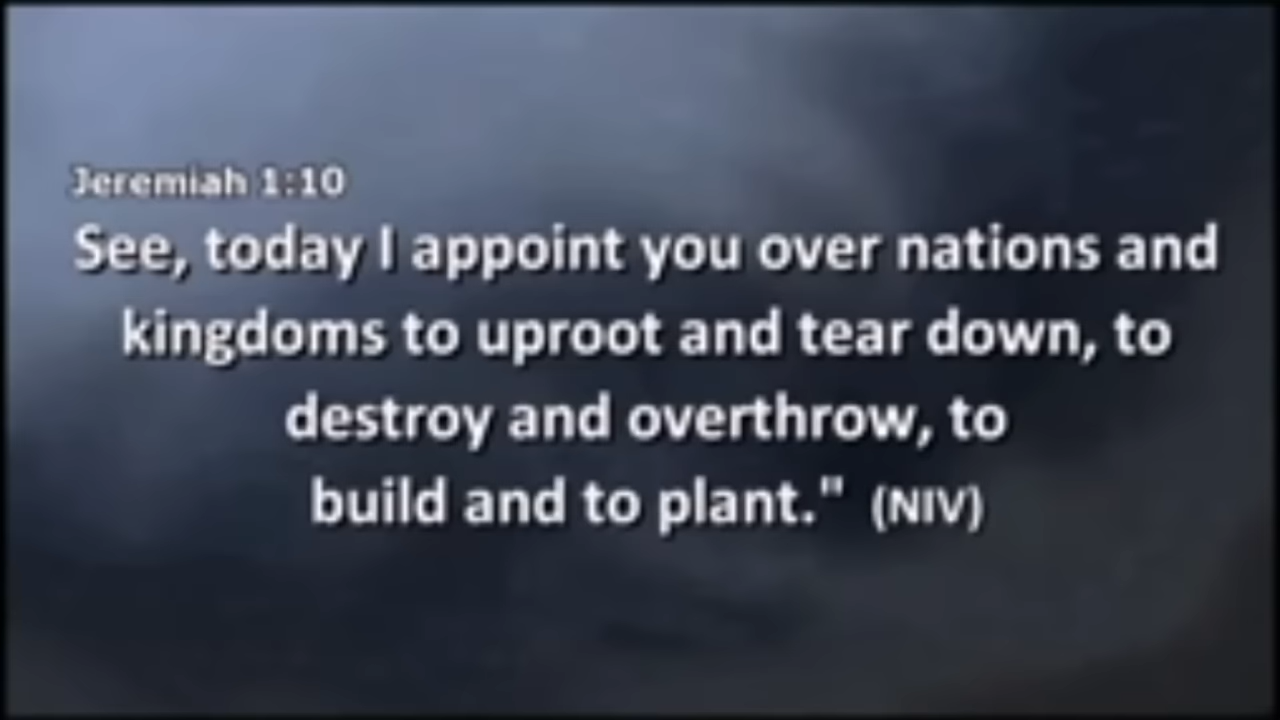 Jeremiah 1:10
See, today I appoint you over nations and
kingdoms to uproot and tear down, to
destroy and overthrow, to
build and to plant." (NIV)